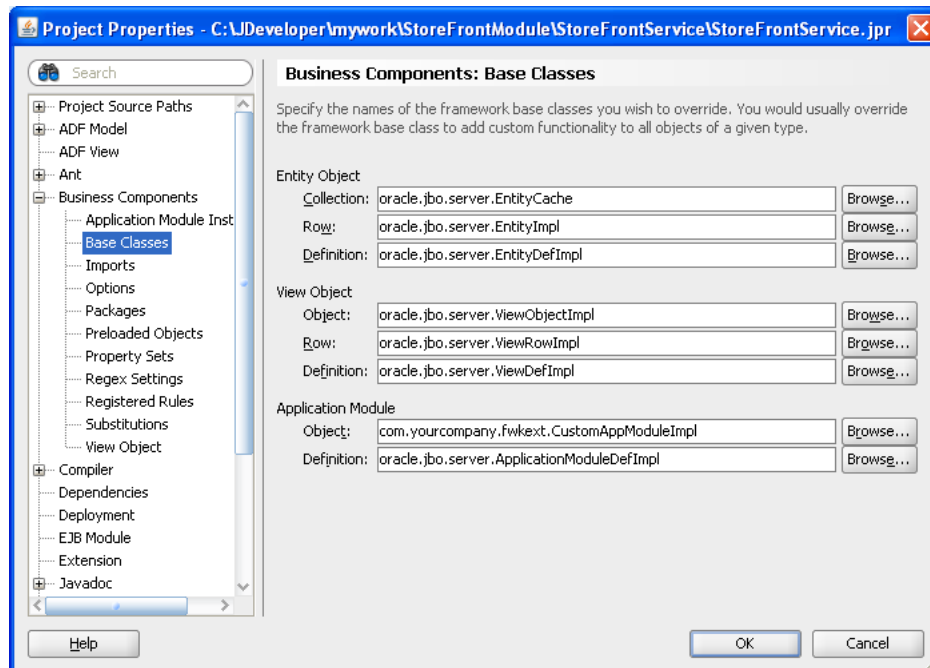 Project Properties - C:\JDeveloper\mywork\StoreFrontModule\StoreFrontService\StoreFrontService.jpr
Search
Project Source Paths
ADF Model
ADF View
Ant
Business Components
Application Module Inst
Base Classes
Imports
Options
Packages
Preloaded Objects
Property Sets
Regex Settings
Registered Rules
Substitutions
View Object
Compiler
Dependencies
Deployment
EJB Module
Extension
Javadoc
Business Components: Base Classes
Specify the names of the framework base classes you wish to override. You would usually override
the framework base class to add custom functionality to all objects of a given type.
Entity Object
Collection: oracle.jbo.server.EntityCache Browse...
Row: oracle.jbo.server.EntityImpl Browse...
Definition: oracle.jbo.server.EntityDefImpl Browse...
View Object
Object: oracle.jbo.server.ViewObjectImpl Browse...
Row: oracle.jbo.server.ViewRowImpl Browse...
Definition: oracle.jbo.server.ViewDefImpl Browse...
Application Module
Object: com.yourcompany.fwkext.CustomAppModuleImpl Browse...
Definition: oracle.jbo.server.ApplicationModuleDefImpl Browse...
Help OK Cancel